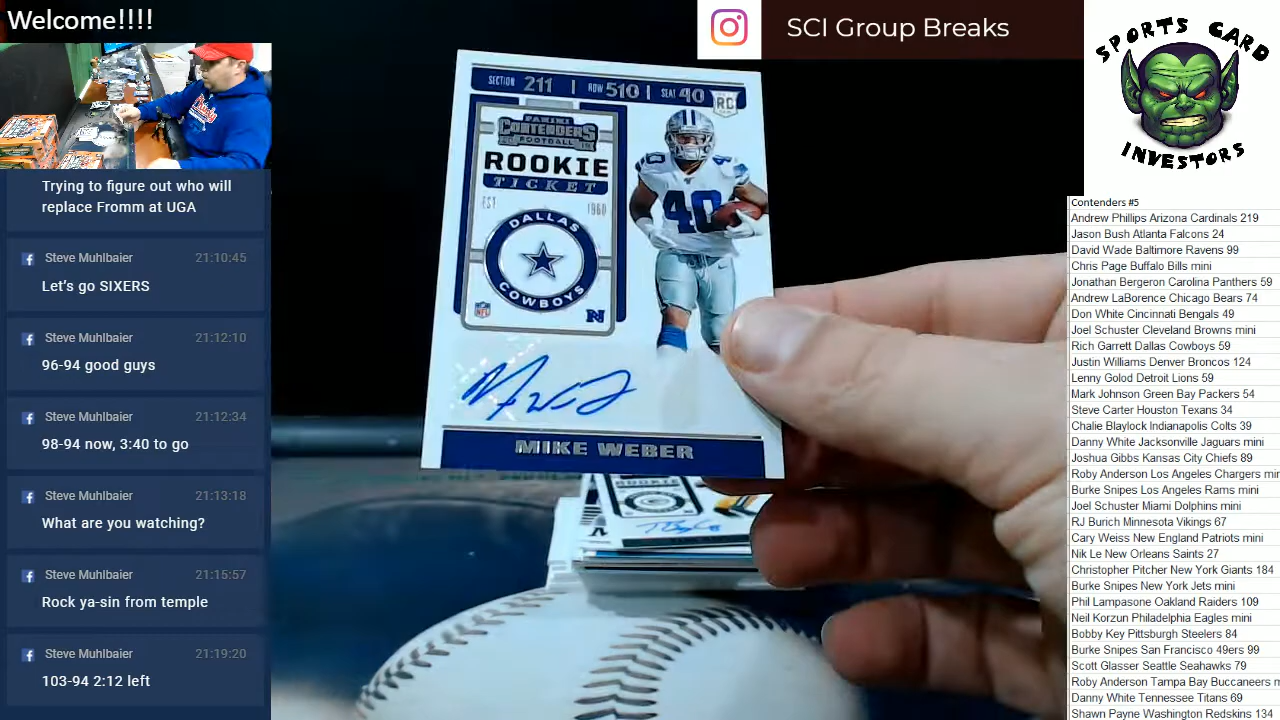 Welcome!!!!
SCI Group Breaks
SPORTS CARD
INVESTORS
Trying to figure out who will
replace Fromm at UGA
Steve Muhlbaier 21:10:45
Let's go SIXERS
Steve Muhlbaier 21:12:10
96-94 good guys
Steve Muhlbaier 21:12:34
98-94 now, 3:40 to go
Steve Muhlbaier 21:13:18
What are you watching?
Steve Muhlbaier 21:15:57
Rock ya-sin from temple
Steve Muhlbaier 21:19:20
103-94 2:12 left
SECTION 211 | ROW 510 | SEAT 40
RC
PANINI
CONTENDERS
FOOTBALL
ROOKIE
TICKET
EST 1960
DALLAS
COWBOYS
NFL
N
40
40
40
MIKE WEBER
ROOKIE
Contenders #5
Andrew Phillips Arizona Cardinals 219
Jason Bush Atlanta Falcons 24
David Wade Baltimore Ravens 99
Chris Page Buffalo Bills mini
Jonathan Bergeron Carolina Panthers 59
Andrew LaBorence Chicago Bears 74
Don White Cincinnati Bengals 49
Joel Schuster Cleveland Browns mini
Rich Garrett Dallas Cowboys 59
Justin Williams Denver Broncos 124
Lenny Golod Detroit Lions 59
Mark Johnson Green Bay Packers 54
Steve Carter Houston Texans 34
Chalie Blaylock Indianapolis Colts 39
Danny White Jacksonville Jaguars mini
Joshua Gibbs Kansas City Chiefs 89
Roby Anderson Los Angeles Chargers
Burke Snipes Los Angeles Rams mini
Joel Schuster Miami Dolphins mini
RJ Burich Minnesota Vikings 67
Cary Weiss New England Patriots mini
Nik Le New Orleans Saints 27
Christopher Pitcher New York Giants 184
Burke Snipes New York Jets mini
Phil Lampasone Oakland Raiders 109
Neil Korzun Philadelphia Eagles mini
Bobby Key Pittsburgh Steelers 84
Burke Snipes San Francisco 49ers 99
Scott Glasser Seattle Seahawks 79
Roby Anderson Tampa Bay Buccaneers
Danny White Tennessee Titans 69
Shawn Payne Washington Redskins 134